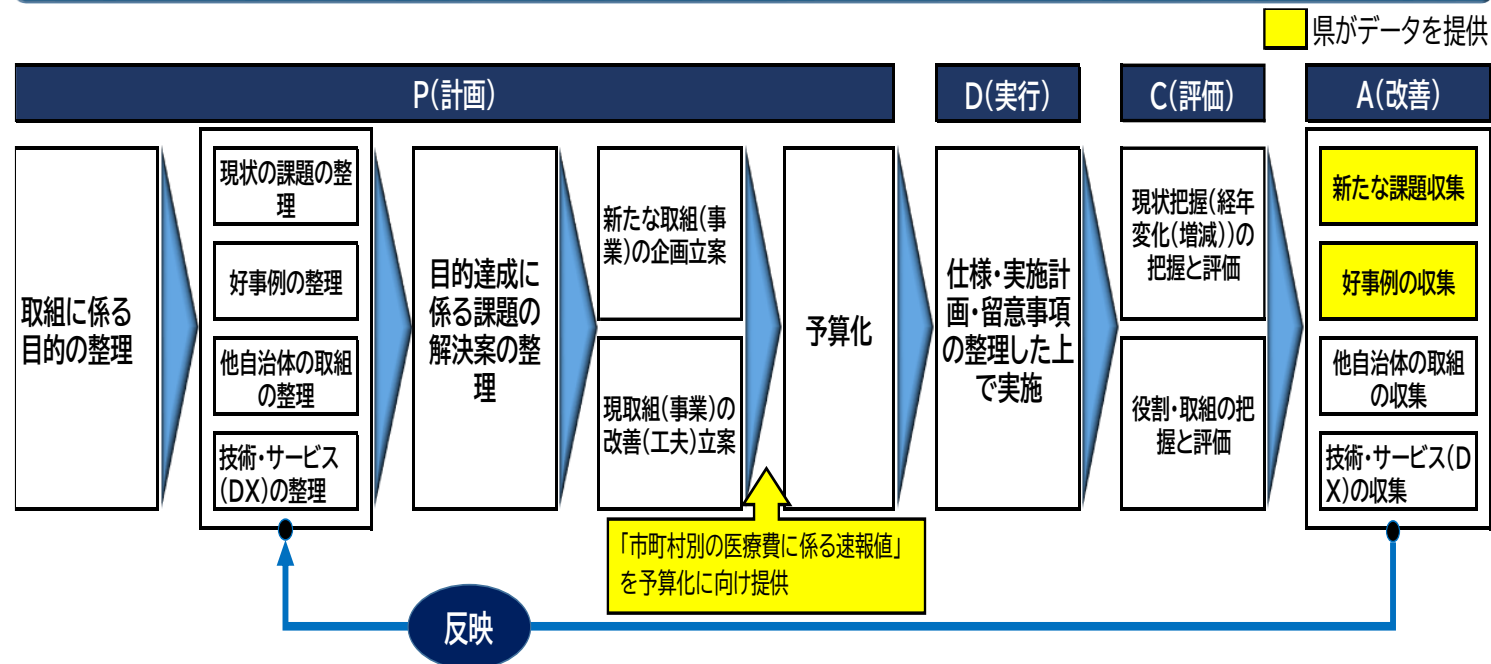 県がデータを提供
P(計画)
D(実行)
C(評価)
A(改善)
取組に係る
目的の整理
現状の課題の整
理
好事例の整理
他自治体の取組
の整理
技術・サービス
(DX)の整理
目的達成に
係る課題の
解決案の整
理
新たな取組(事
業)の企画立案
現取組(事業)の
改善(工夫)立案
予算化
仕様・実施計
画・留意事項
の整理した上
で実施
現状把握(経年
変化(増減))の
把握と評価
役割・取組の把
握と評価
新たな課題収集
好事例の収集
他自治体の取組
の収集
技術・サービス(D
X)の収集
「市町村別の医療費に係る速報値」
を予算化に向け提供
反映